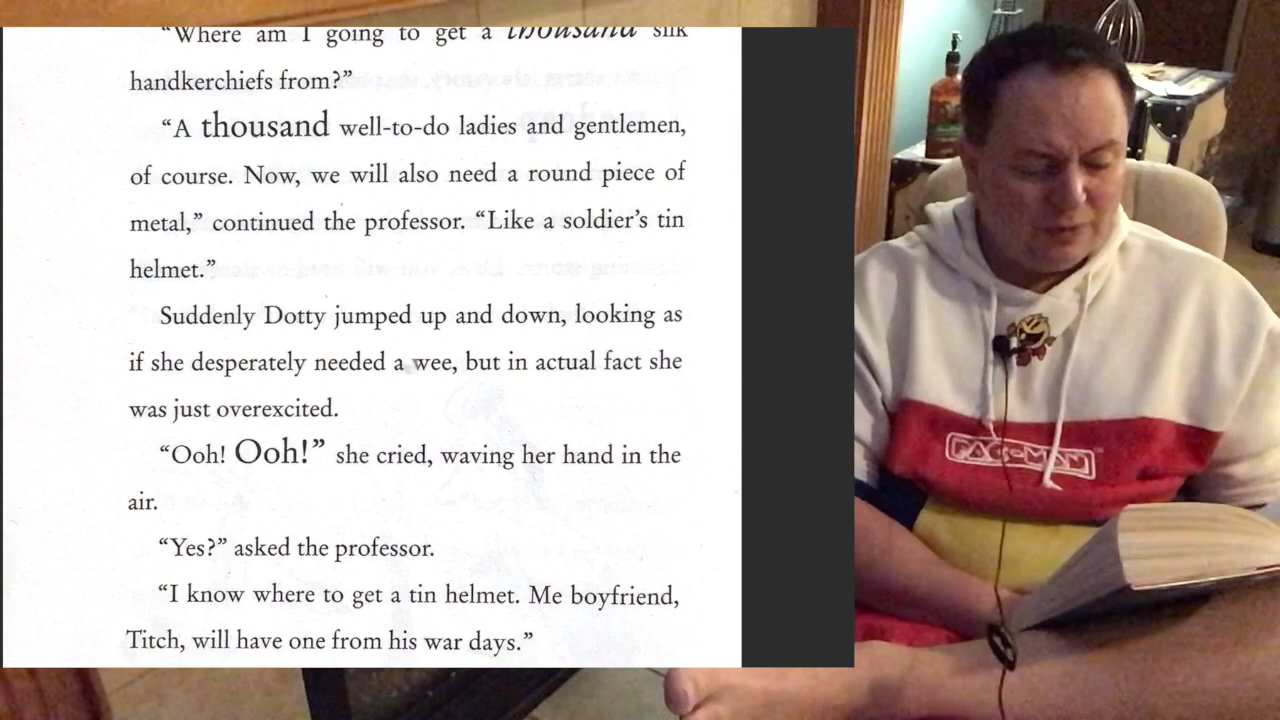 “Where am I going to get a thousand silk
handkerchiefs from?”
“A thousand well-to-do ladies and gentlemen,
of course. Now, we will also need a round piece of
metal,” continued the professor. “Like a soldier’s tin
helmet.”
Suddenly Dotty jumped up and down, looking as
if she desperately needed a wee, but in actual fact she
was just overexcited.
“Ooh! Ooh!” she cried, waving her hand in the
air.
“Yes?” asked the professor.
“I know where to get a tin helmet. Me boyfriend,
Titch, will have one from his war days.”
PAC-MAN